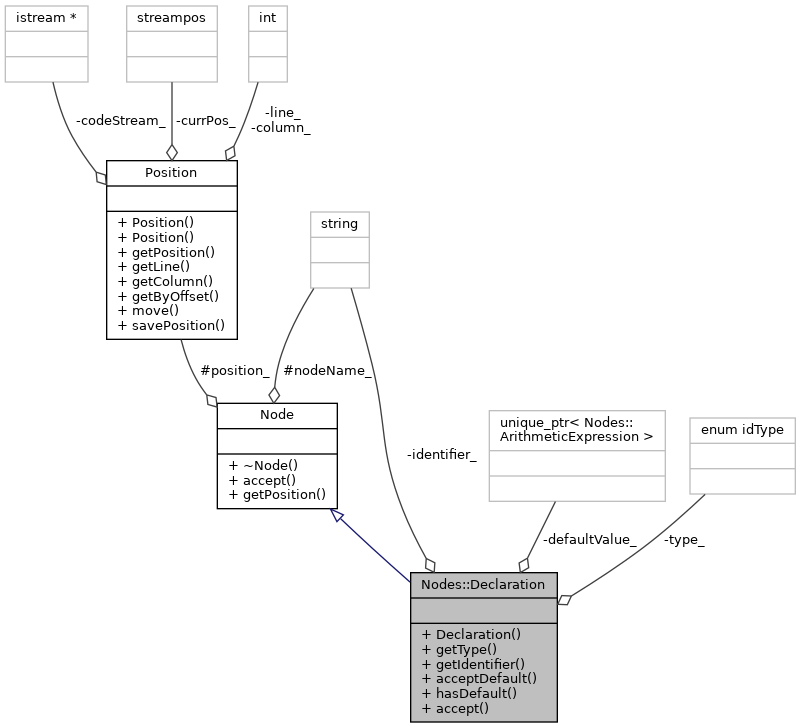 istream *
streampos
int
-codeStream_
-currPos_
-line_
-column_
Position
+ Position()
+ Position()
+ getPosition()
+ getLine()
+ getColumn()
+ getByOffset()
+ move()
+ savePosition()
string
#position_
#nodeName_
Node
+ ~Node()
+ accept()
+ getPosition()
-identifier_
unique_ptr< Nodes::
ArithmeticExpression >
enum idType
-defaultValue_
-type_
Nodes::Declaration
+ Declaration()
+ getType()
+ getIdentifier()
+ acceptDefault()
+ hasDefault()
+ accept()